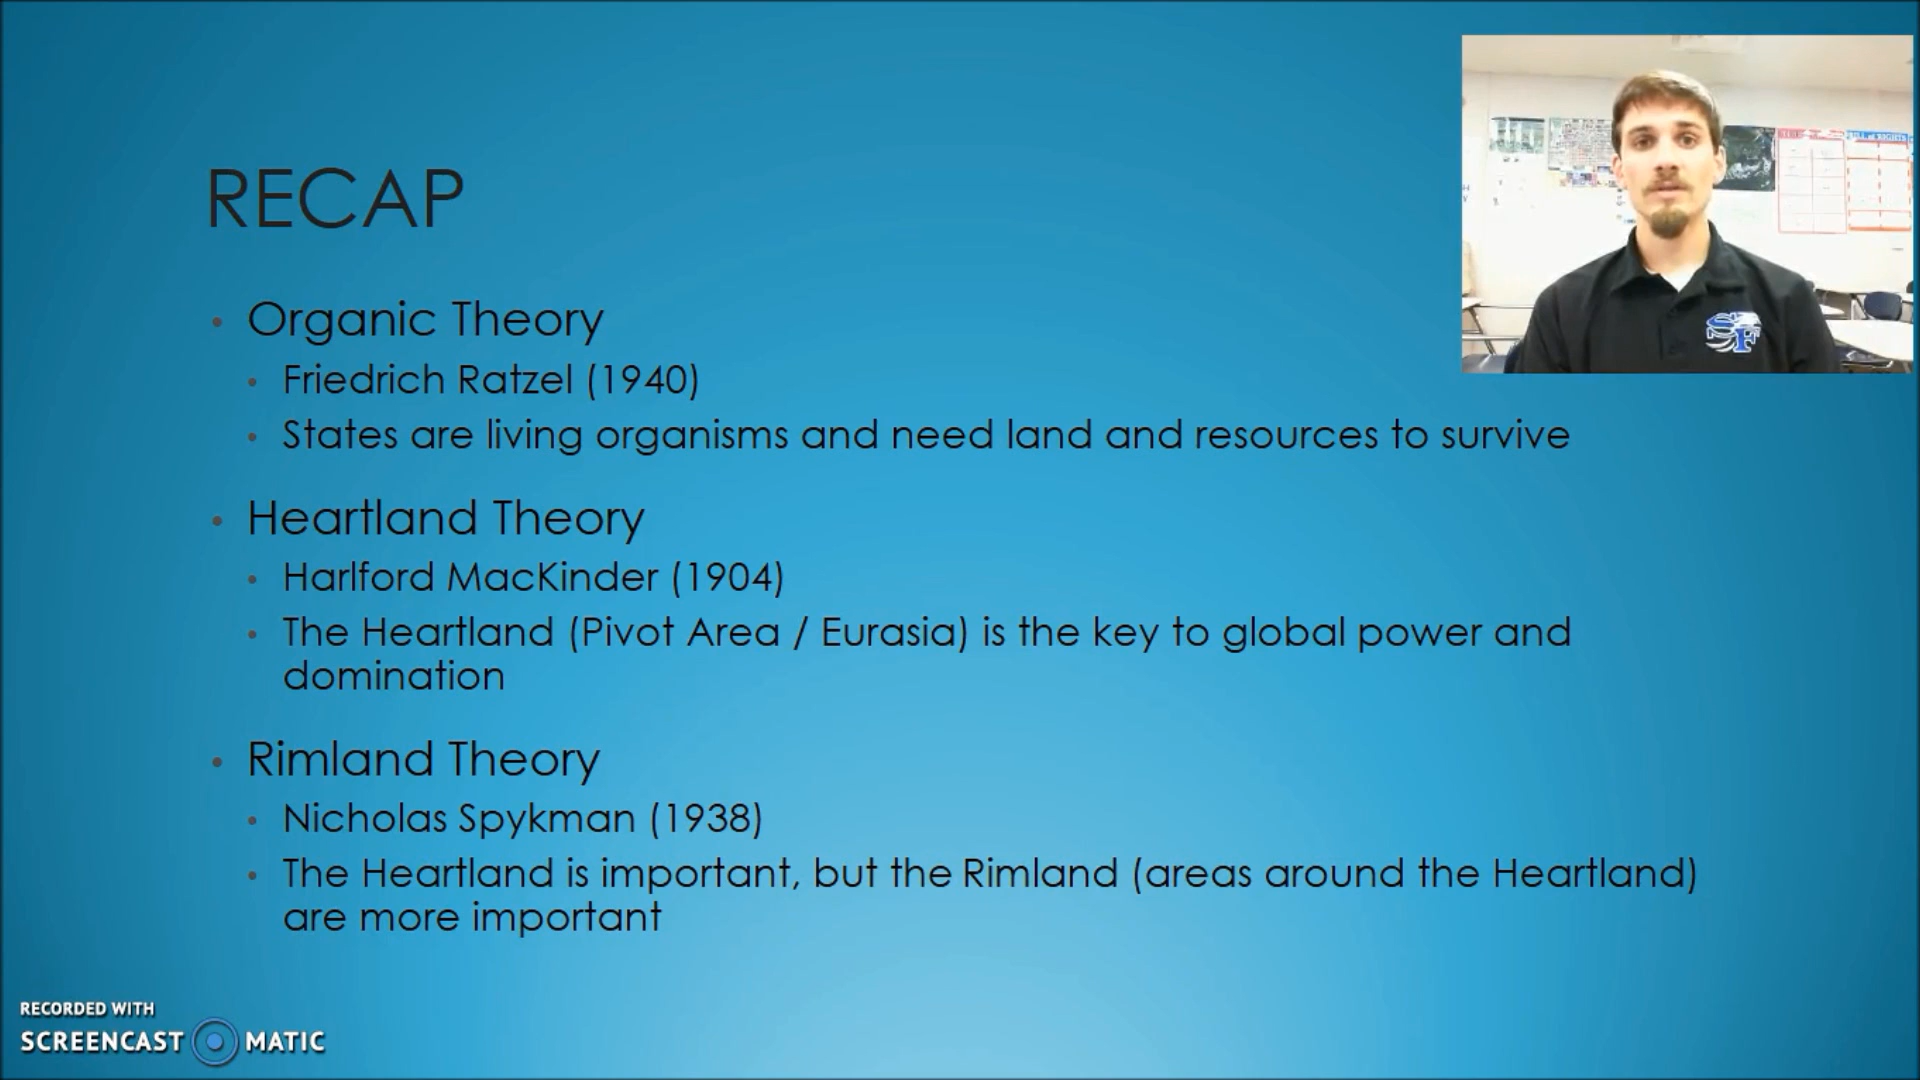 RECAP
Organic Theory
Friedrich Ratzel (1940)
States are living organisms and need land and resources to survive
Heartland Theory
Harlford MacKinder (1904)
The Heartland (Pivot Area / Eurasia) is the key to global power and
domination
Rimland Theory
Nicholas Spykman (1938)
The Heartland is important, but the Rimland (areas around the Heartland)
are more important
SF
RECORDED WITH
SCREENCAST MATIC